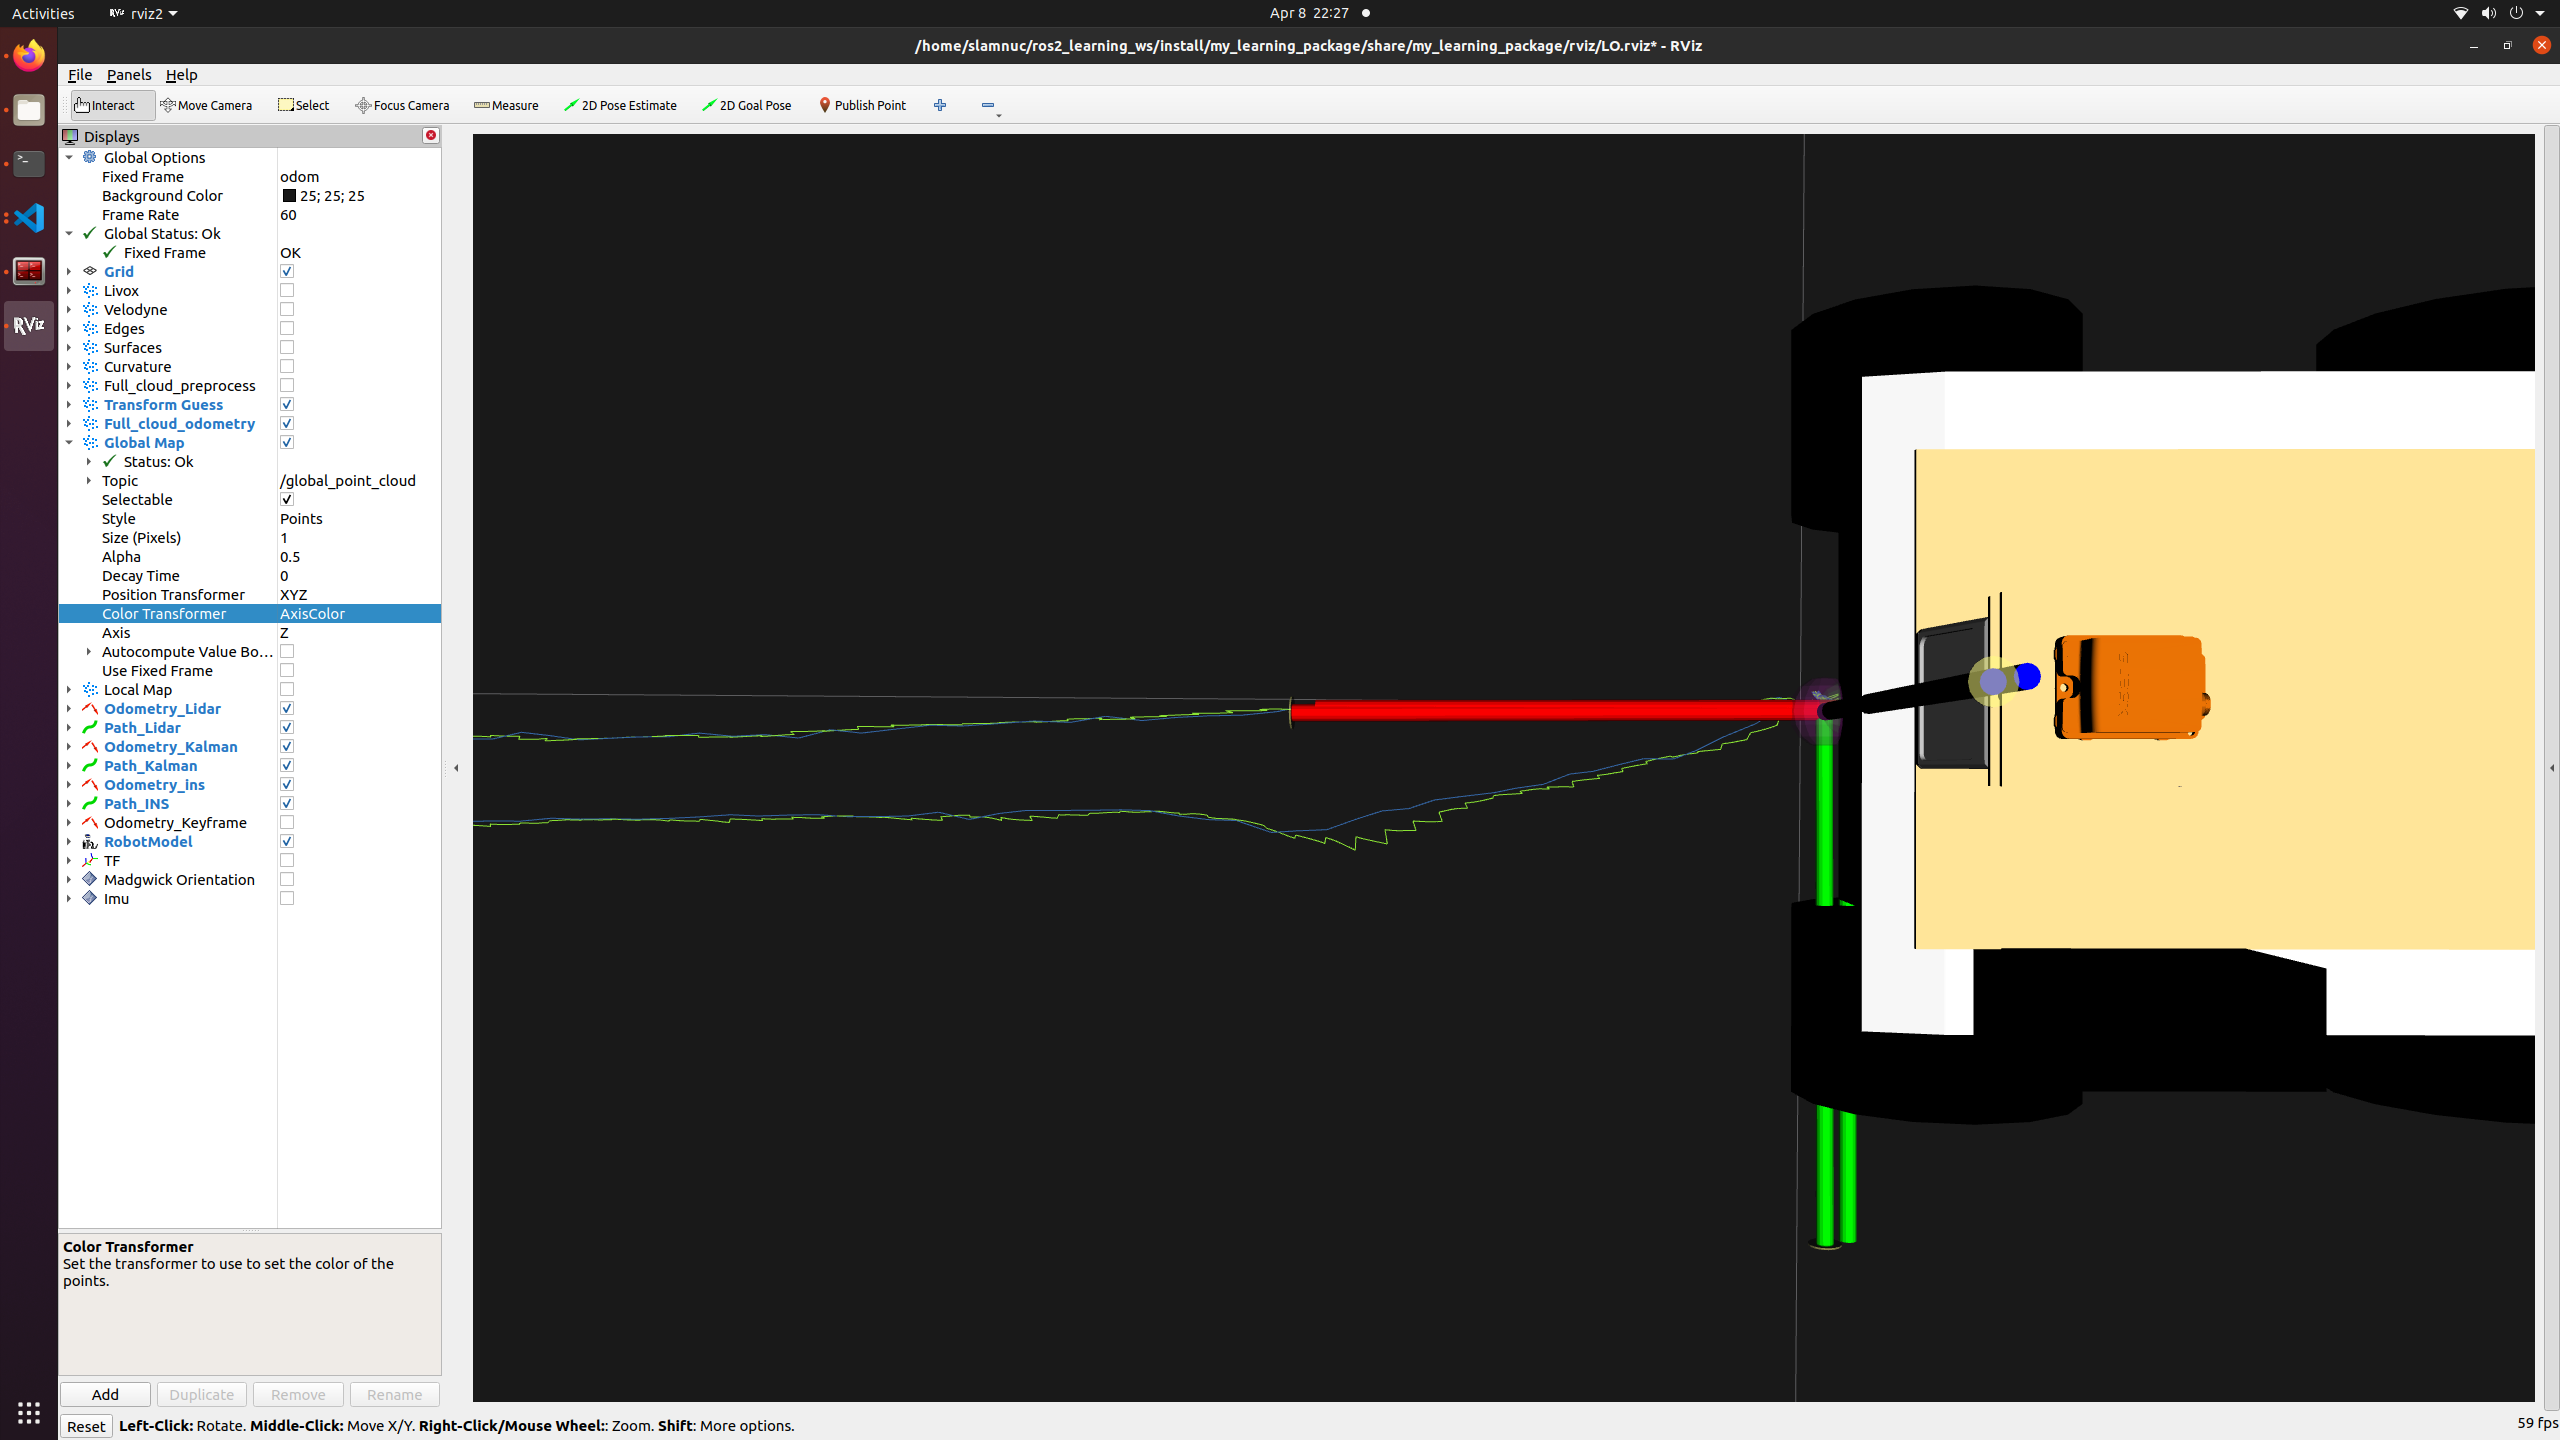 Activities
RViz rviz2
Apr 8 22:27
/home/slamnuc/ros2_learning_ws/install/my_learning_package/share/my_learning_package/rviz/LO.rviz* - RViz
File Panels Help
Interact Move Camera Select Focus Camera Measure 2D Pose Estimate 2D Goal Pose Publish Point
Displays
Global Options
Fixed Frame odom
Background Color 25; 25; 25
Frame Rate 60
Global Status: Ok
Fixed Frame OK
Grid
Livox
Velodyne
Edges
Surfaces
RViz
Curvature
Full_cloud_preprocess
Transform Guess
Full_cloud_odometry
Global Map
Status: Ok
Topic /global_point_cloud
Selectable
Style Points
Size (Pixels) 1
Alpha 0.5
Decay Time 0
Position Transformer XYZ
Color Transformer AxisColor
Axis Z
Autocompute Value Bo...
Use Fixed Frame
Local Map
Odometry_Lidar
Path_Lidar
Odometry_Kalman
Path_Kalman
Odometry_ins
Path_INS
Odometry_Keyframe
RobotModel
TF
Madgwick Orientation
Imu
Color Transformer
Set the transformer to use to set the color of the
points.
Add Duplicate Remove Rename
Reset Left-Click: Rotate. Middle-Click: Move X/Y. Right-Click/Mouse Wheel:: Zoom. Shift: More options.
59 fps